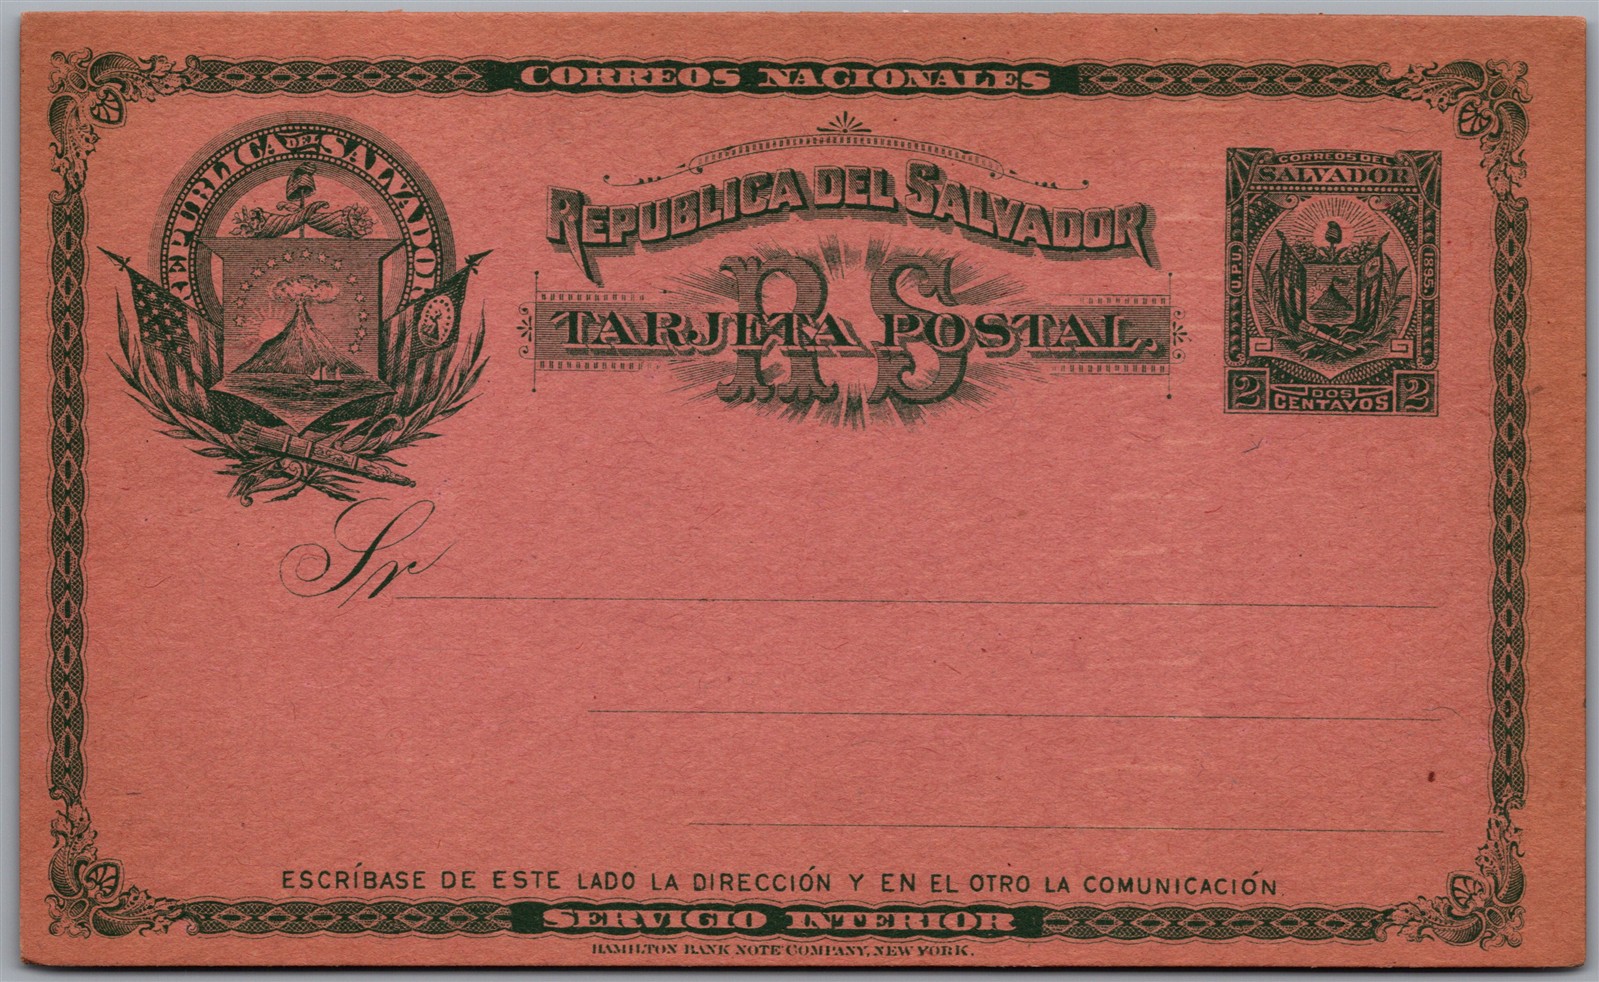 CORREOS NACIONALES
REPUBLICA DEL SALVADOR
REPUBLICA DEL SALVADOR
RS
TARJETA POSTAL.
CORREOS DEL
SALVADOR
U.P.U.
1895
2 DOS 2
CENTAVOS
Sr
ESCRÍBASE DE ESTE LADO LA DIRECCIÓN Y EN EL OTRO LA COMUNICACIÓN.
SERVICIO INTERIOR
HAMILTON BANK NOTE COMPANY, NEW YORK.